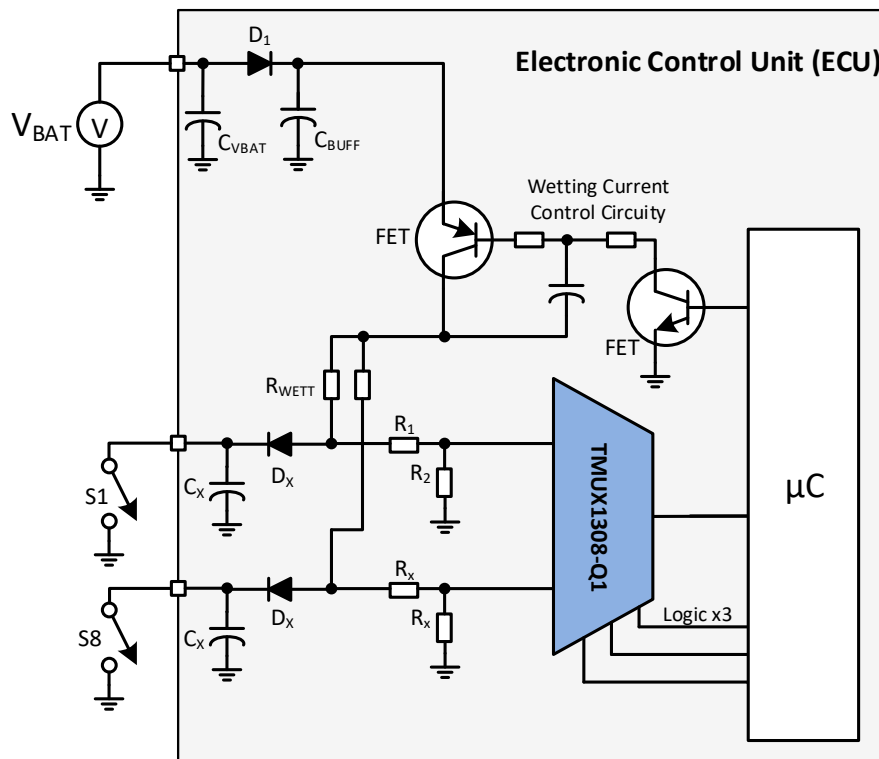 D1
Electronic Control Unit (ECU)
VBAT
V
CVBAT
CBUFF
Wetting Current
Control Circuity
FET
FET
RWETT
R1
S1
CX
DX
R2
TMUX1308-Q1
µC
Rx
S8
CX
DX
Rx
Logic x3